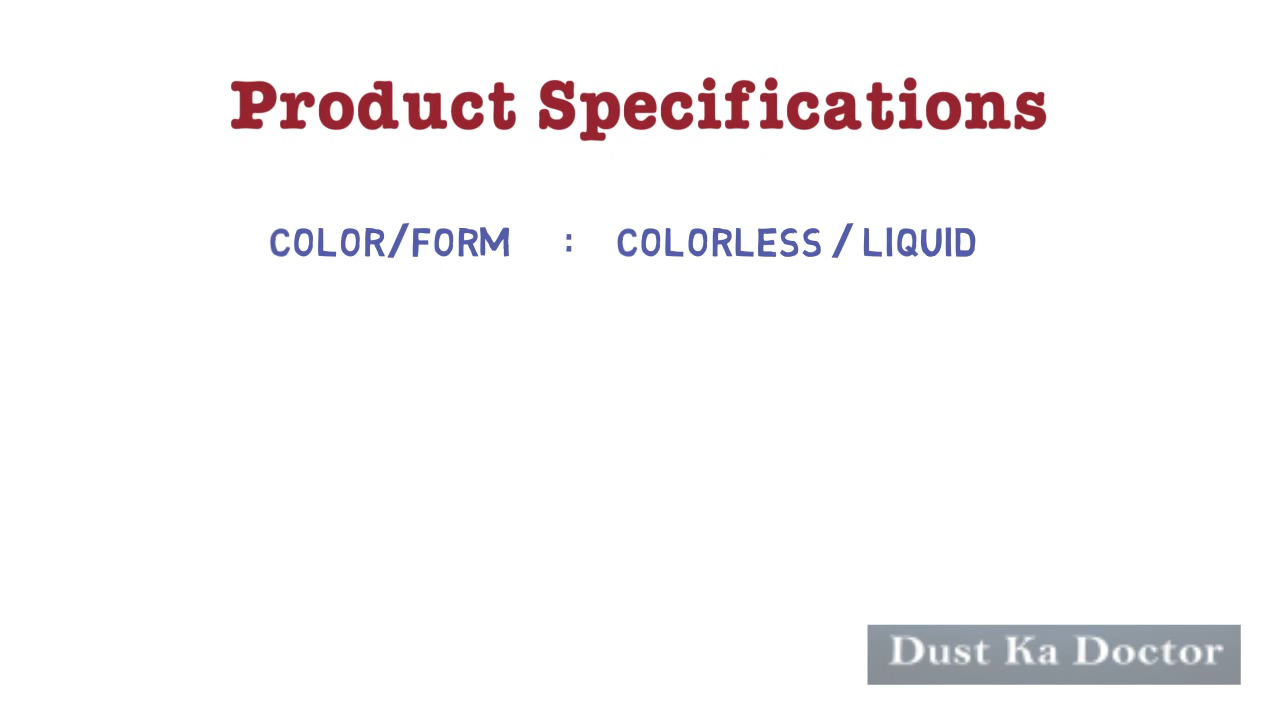 Product Specifications
COLOR/FORM : COLORLESS / LIQUID
Dust Ka Doctor